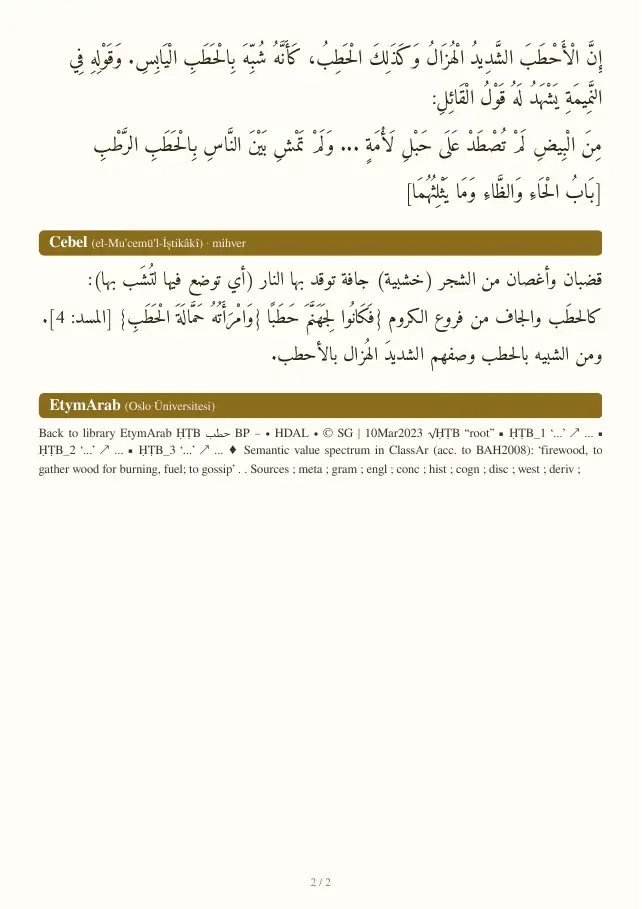 إِنَّ الْأَحْطَبَ الشَّدِيدُ الْهُزَالُ وَكَذَلِكَ الْحَطِبُ، كَأَنَّهُ شُبِّهَ بِالْحَطَبِ الْيَابِسِ. وَقَوْلِهِ فِي
النَّمِيمَةِ يَشْهَدُ لَهُ قَوْلُ الْقَائِلِ:
مِنَ الْبِيضِ لَمْ تُصْطَدْ عَلَى حَبْلِ لَأْمَةٍ ... وَلَمْ تَمْشِ بَيْنَ النَّاسِ بِالْحَطَبِ الرَّطْبِ
[بَابُ الْحَاءِ وَالظَّاءِ وَمَا يَثْلِثُهُمَا]
Cebel (el-Mu'cemü'l-İştikâkî) · mihver
قضبان وأغصان من الشجر (خشبية) جافة توقد بها النار (أي توضع فيها لتُشَب بها):
كالحطَب والجاف من فروع الكروم {فَكَانُوا لِجَهَنَّمَ حَطَبًا {وَامْرَأَتُهُ حَمَّالَةَ الْحَطَبِ} [المسد: 4].
ومن الشبيه بالحطب وصفهم الشديدَ الهُزال بالأحطب.
EtymArab (Oslo Üniversitesi)
Back to library EtymArab ḤṬB حطب BP – • HDAL • © SG | 10Mar2023 √ḤṬB “root” ▪ ḤṬB_1 ‘...’ ↗ ... ▪
ḤṬB_2 ‘...’ ↗ ... ▪ ḤṬB_3 ‘...’ ↗ ... ♦ Semantic value spectrum in ClassAr (acc. to BAH2008): ‘firewood, to
gather wood for burning, fuel; to gossip’ . . Sources ; meta ; gram ; engl ; conc ; hist ; cogn ; disc ; west ; deriv ;
2 / 2